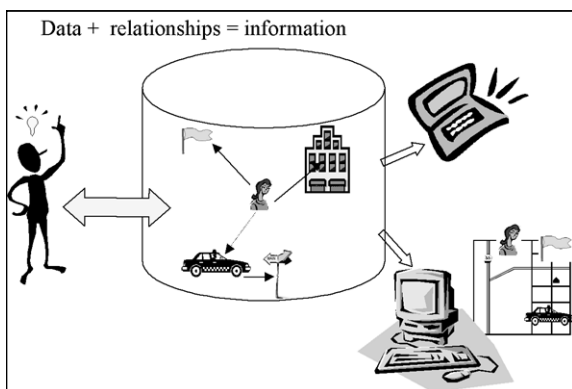 Data + relationships = information